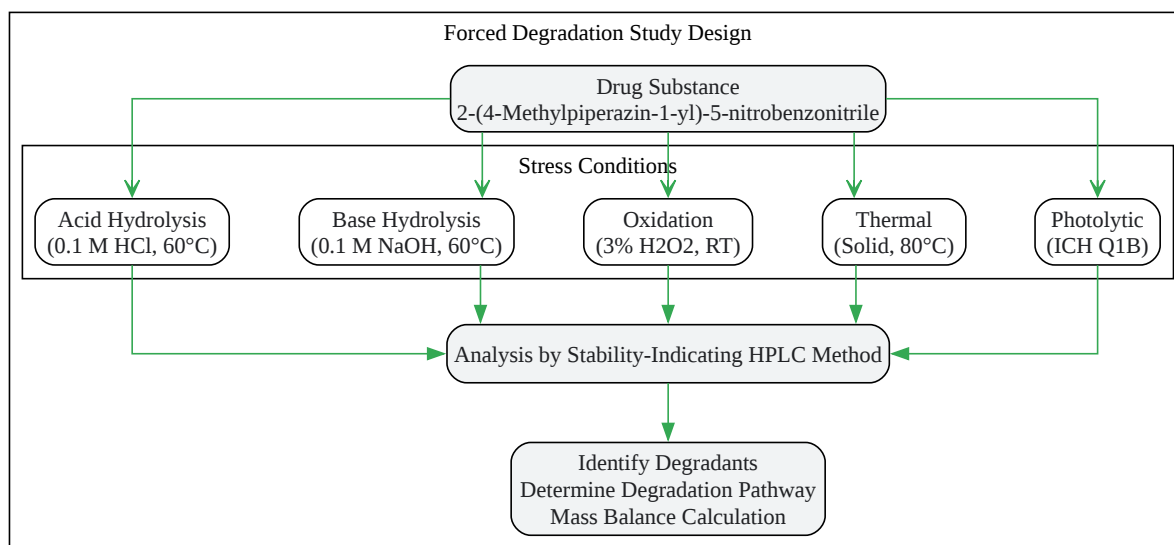 Forced Degradation Study Design
Drug Substance
2-(4-Methylpiperazin-1-yl)-5-nitrobenzonitrile
Stress Conditions
Acid Hydrolysis
(0.1 M HCl, 60°C)
Base Hydrolysis
(0.1 M NaOH, 60°C)
Oxidation
(3% H2O2, RT)
Thermal
(Solid, 80°C)
Photolytic
(ICH Q1B)
Analysis by Stability-Indicating HPLC Method
Identify Degradants
Determine Degradation Pathway
Mass Balance Calculation